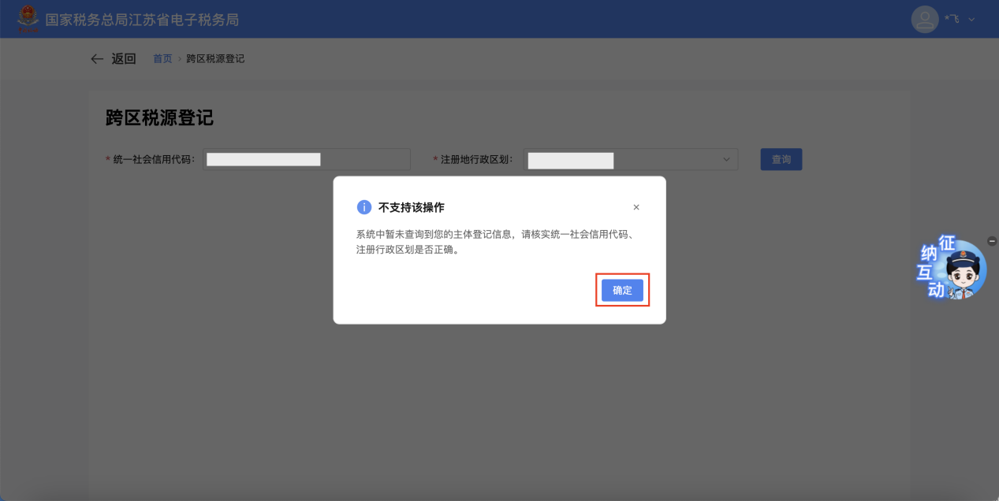 国家税务总局江苏省电子税务局
*飞
返回 首页 › 跨区税源登记
跨区税源登记
* 统一社会信用代码：
* 注册地行政区划：
查询
不支持该操作
系统中暂未查询到您的主体登记信息，请核实统一社会信用代码、
注册行政区划是否正确。
确定
征
纳
互
动